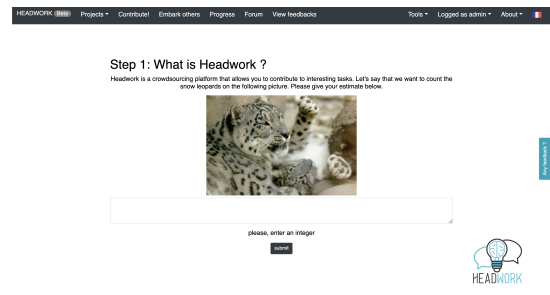 HEADWORK Beta Projects Contribute! Embark others Progress Forum View feedbacks Tools Logged as admin About
Step 1: What is Headwork ?
Headwork is a crowdsourcing platform that allows you to contribute to interesting tasks. Let's say that we want to count the
snow leopards on the following picture. Please give your estimate below.
please, enter an integer
submit
Any feedback ?
HEADWORK